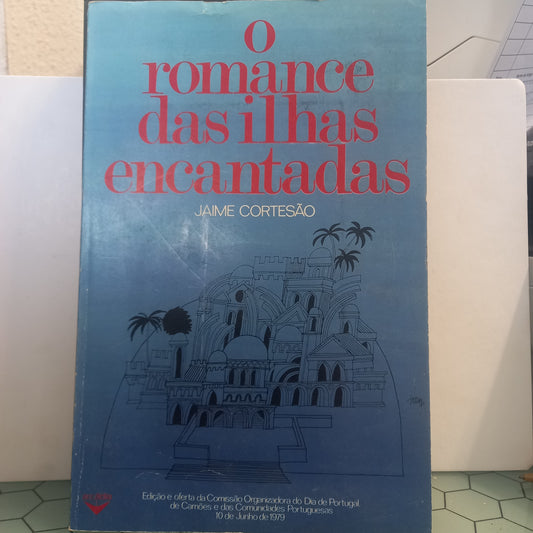 o
romance
das ilhas
encantadas
JAIME CORTESÃO
Edição e oferta da Comissão Organizadora do Dia de Portugal
de Camões e das Comunidades Portuguesas
10 de Junho de 1979